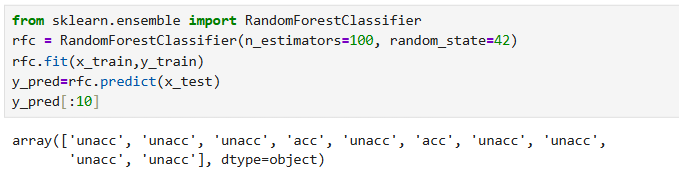 from sklearn.ensemble import RandomForestClassifier
rfc = RandomForestClassifier(n_estimators=100, random_state=42)
rfc.fit(x_train,y_train)
y_pred=rfc.predict(x_test)
y_pred[:10]
array(['unacc', 'unacc', 'unacc', 'acc', 'unacc', 'acc', 'unacc', 'unacc',
       'unacc', 'unacc'], dtype=object)